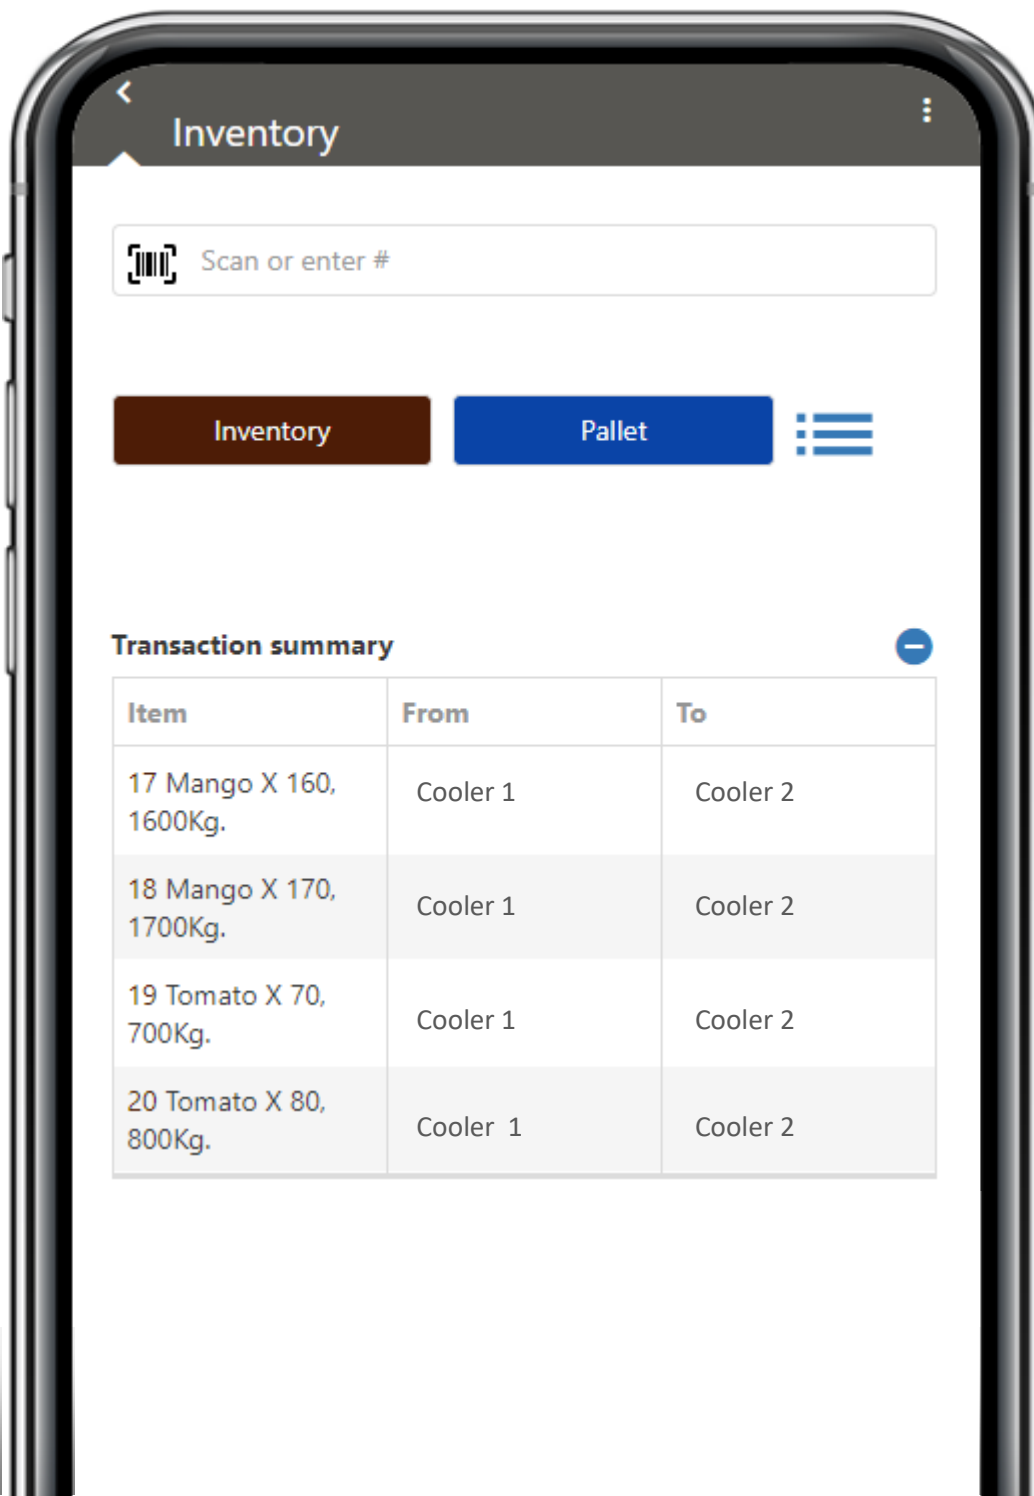 Inventory
Scan or enter #
Inventory Pallet
Transaction summary
Item From To
17 Mango X 160,
1600Kg. Cooler 1 Cooler 2
18 Mango X 170,
1700Kg. Cooler 1 Cooler 2
19 Tomato X 70,
700Kg. Cooler 1 Cooler 2
20 Tomato X 80,
800Kg. Cooler 1 Cooler 2